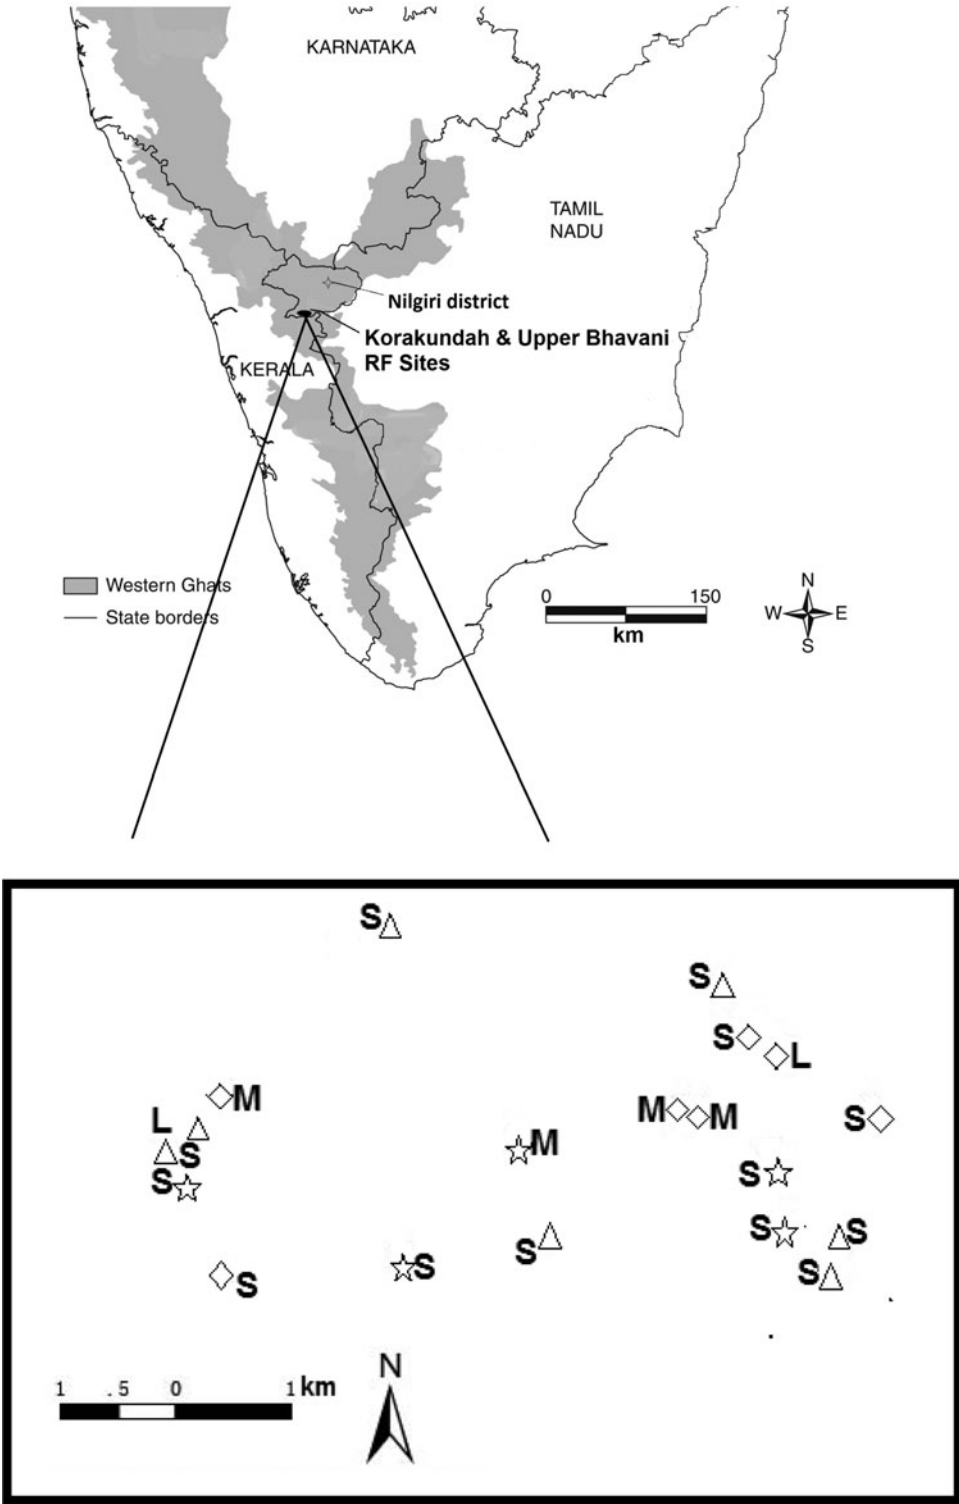 KARNATAKA
TAMIL
NADU
Nilgiri district
Korakundah & Upper Bhavani
RF Sites
KERALA
Western Ghats
State borders
0 150
km
N
W E
S
S
S
S
L
M
L
S
S
M
M M
S
S
S
S
S
S
S
S
N
1 .5 0 1 km